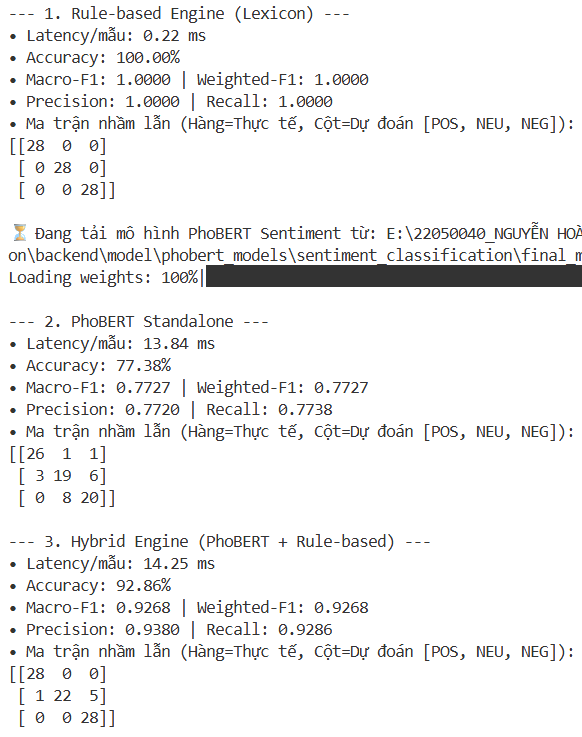 --- 1. Rule-based Engine (Lexicon) ---
• Latency/mẫu: 0.22 ms
• Accuracy: 100.00%
• Macro-F1: 1.0000 | Weighted-F1: 1.0000
• Precision: 1.0000 | Recall: 1.0000
• Ma trận nhầm lẫn (Hàng=Thực tế, Cột=Dự đoán [POS, NEU, NEG]):
[[28  0  0]
 [ 0 28  0]
 [ 0  0 28]]
⏳ Đang tải mô hình PhoBERT Sentiment từ: E:\22050040_NGUYỄN HOÀ
on\backend\model\phobert_models\sentiment_classification\final_m
Loading weights: 100%|
--- 2. PhoBERT Standalone ---
• Latency/mẫu: 13.84 ms
• Accuracy: 77.38%
• Macro-F1: 0.7727 | Weighted-F1: 0.7727
• Precision: 0.7720 | Recall: 0.7738
• Ma trận nhầm lẫn (Hàng=Thực tế, Cột=Dự đoán [POS, NEU, NEG]):
[[26  1  1]
 [ 3 19  6]
 [ 0  8 20]]
--- 3. Hybrid Engine (PhoBERT + Rule-based) ---
• Latency/mẫu: 14.25 ms
• Accuracy: 92.86%
• Macro-F1: 0.9268 | Weighted-F1: 0.9268
• Precision: 0.9380 | Recall: 0.9286
• Ma trận nhầm lẫn (Hàng=Thực tế, Cột=Dự đoán [POS, NEU, NEG]):
[[28  0  0]
 [ 1 22  5]
 [ 0  0 28]]